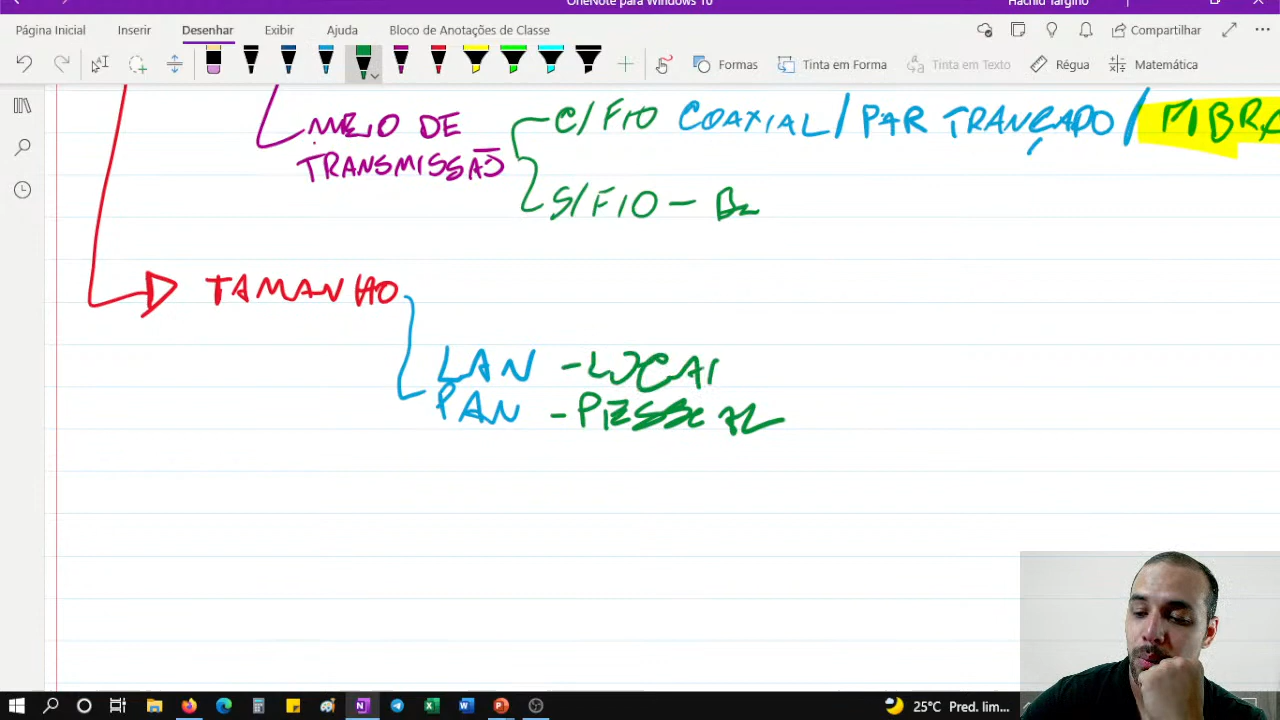 OneNote para Windows 10
Hachid Targino
Página Inicial Inserir Desenhar Exibir Ajuda Bloco de Anotações de Classe Compartilhar
Formas Tinta em Forma Tinta em Texto Régua Matemática
MEIO DE TRANSMISSÃO
C/FIO COAXIAL / PAR TRANÇADO / FIBRA
S/FIO -
TAMANHO
LAN - LOCAL
PAN - PESSOAL
25°C Pred. lim...